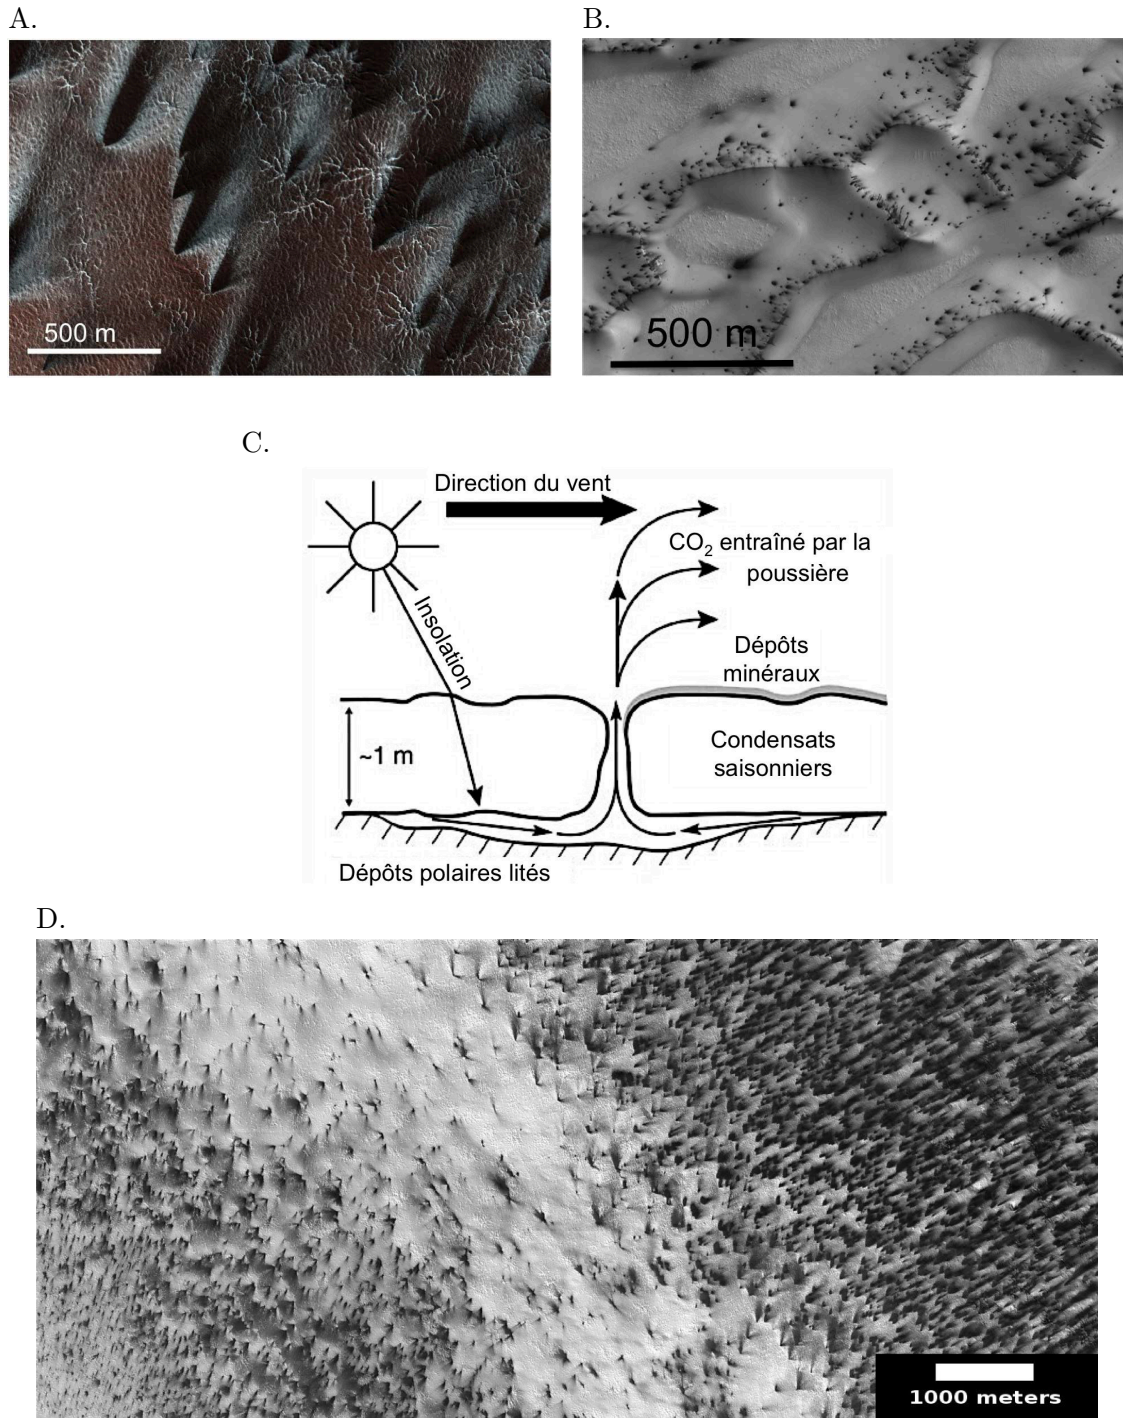 A.
B.
500 m
500 m
C.
Direction du vent
CO₂ entraîné par la
poussière
Insolation
Dépôts
minéraux
~1 m
Condensats
saisonniers
Dépôts polaires lités
D.
1000 meters